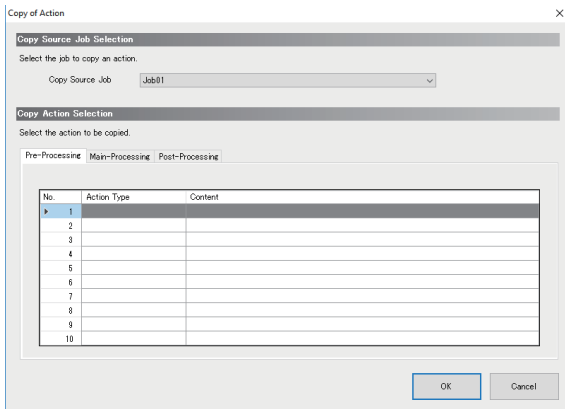 Copy of Action
Copy Source Job Selection
Select the job to copy an action.
Copy Source Job Job01
Copy Action Selection
Select the action to be copied.
Pre-Processing Main-Processing Post-Processing
No. Action Type Content
1
2
3
4
5
6
7
8
9
10
OK Cancel